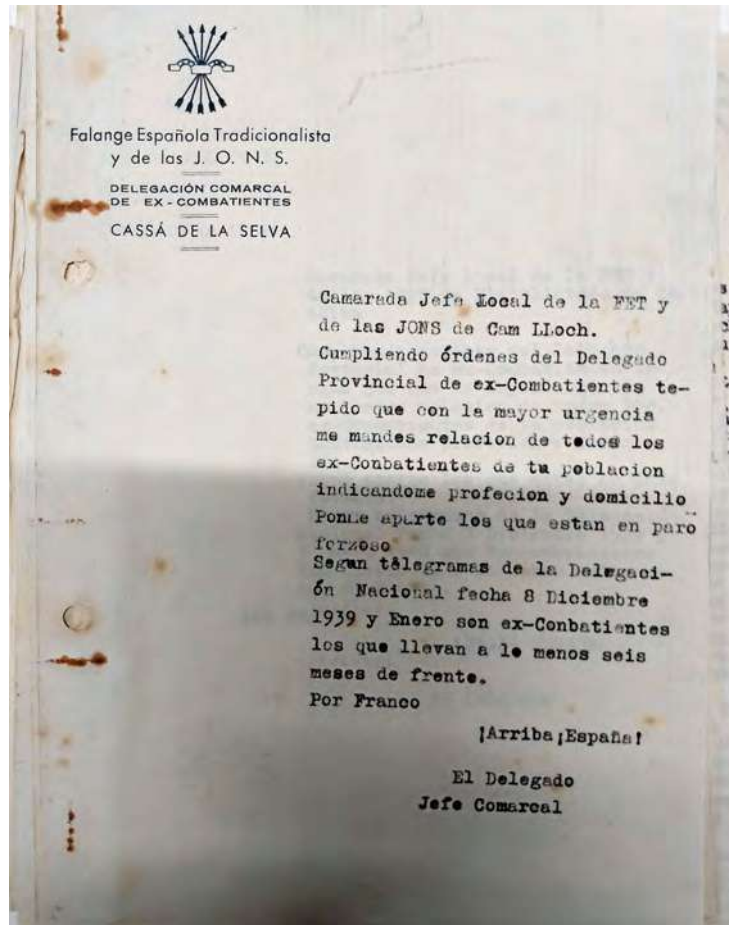 Falange Española Tradicionalista
y de las J. O. N. S.
DELEGACIÓN COMARCAL
DE EX - COMBATIENTES
CASSÁ DE LA SELVA
Camarada Jefe Local de la FET y
de las JONS de Cam LLoch.
Cumpliendo órdenes del Delegado
Provincial de ex-Combatientes te-
pido que con la mayor urgencia
me mandes relacion de todos los
ex-Conbatientes de tu poblacion
indicandome profecion y domicilio
Ponme aparte los que estan en paro
forzoso
Segun télegramas de la Delegaci-
ón Nacional fecha 8 Diciembre
1939 y Enero son ex-Conbatientes
los que llevan a lo menos seis
meses de frente.
Por Franco
¡Arriba ¡España!
El Delegado
Jefe Comarcal